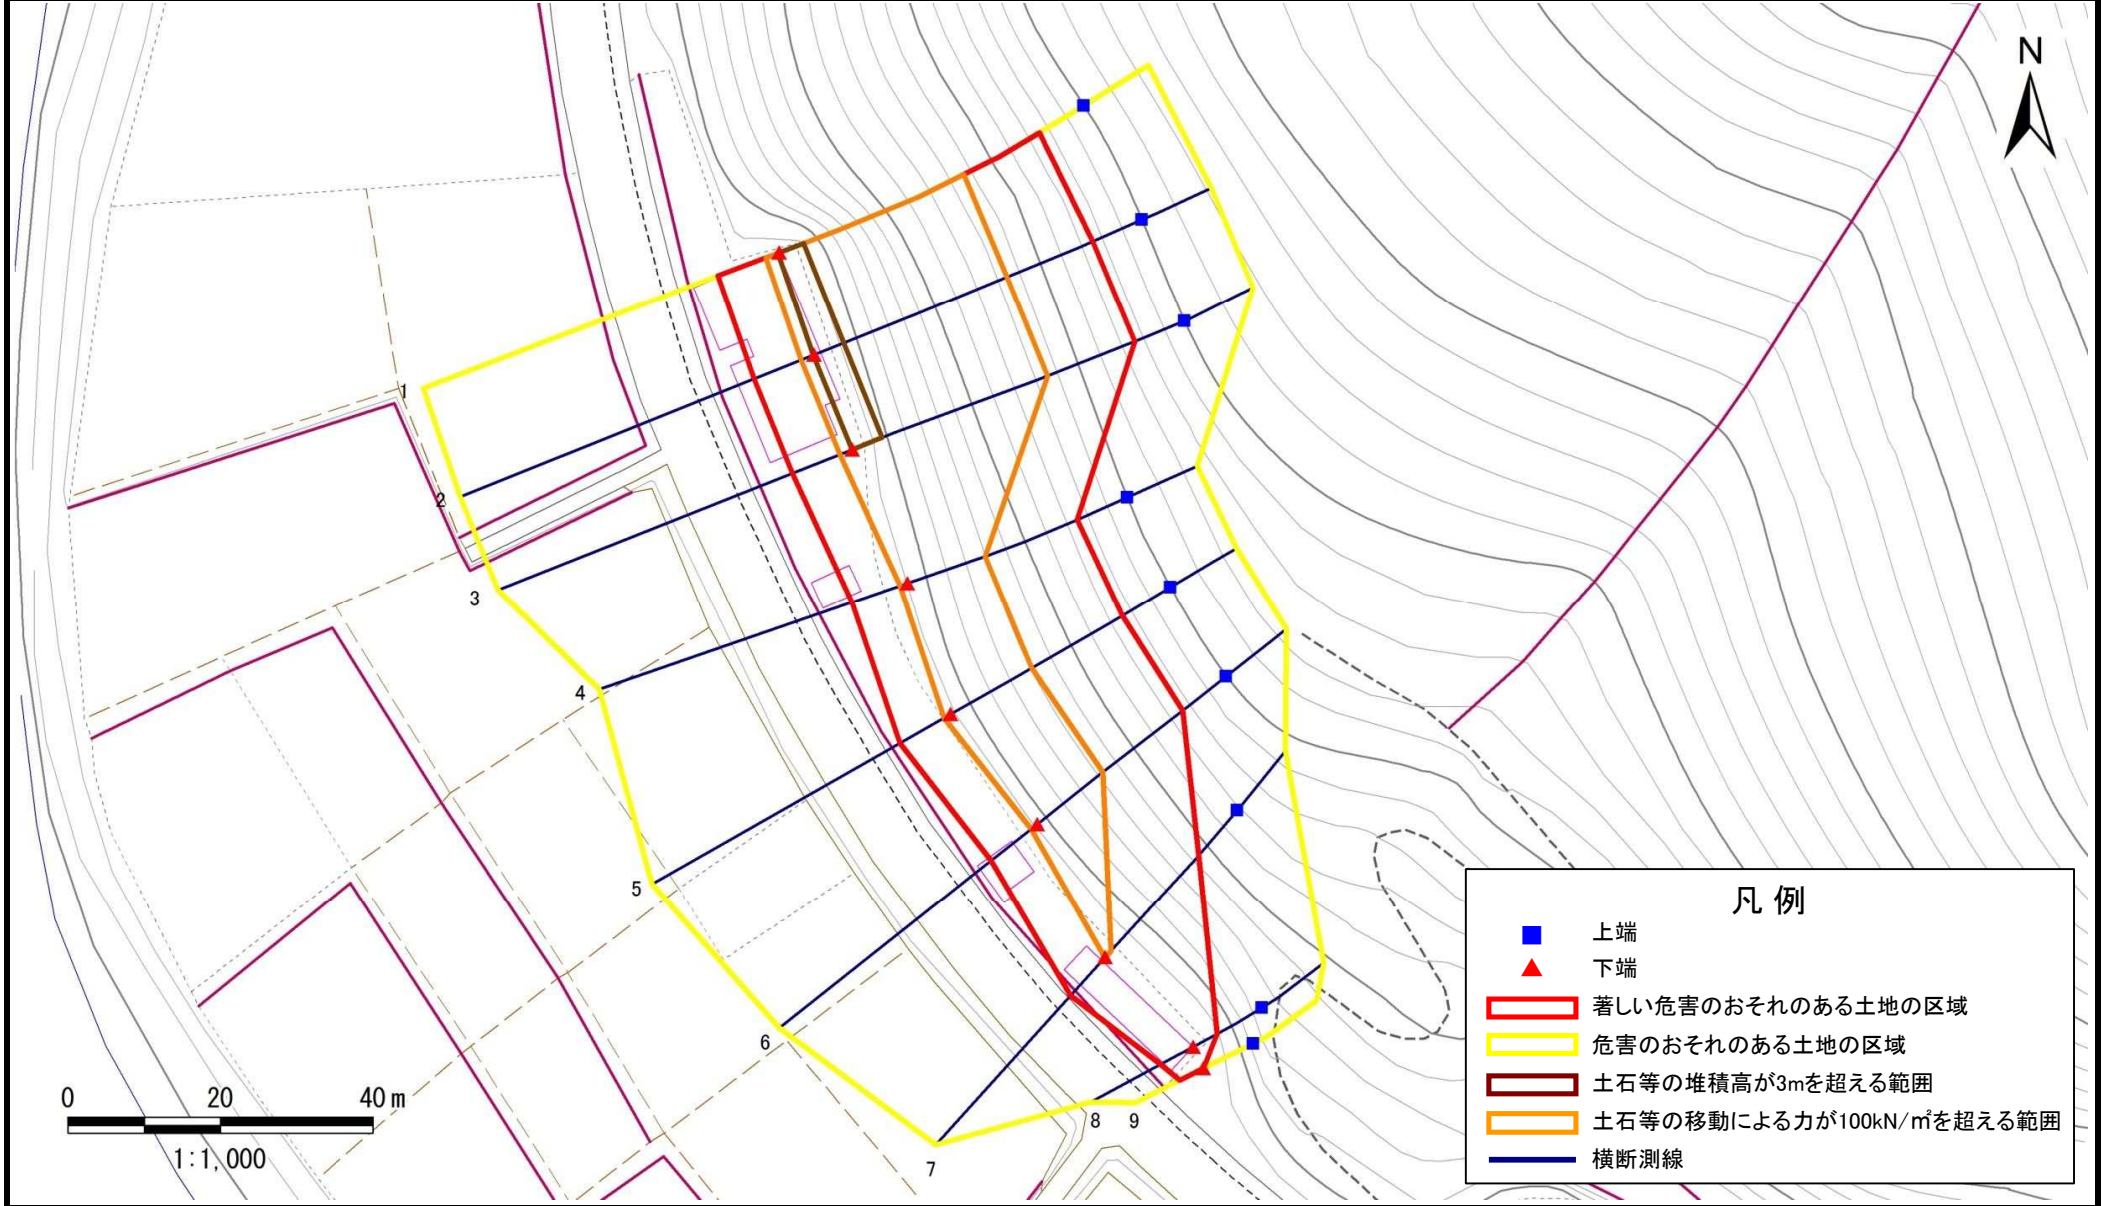 N
1
2
3
4
5
6
7
8 9
0 20 40 m
1:1,000
凡 例
上端
下端
著しい危害のおそれのある土地の区域
危害のおそれのある土地の区域
土石等の堆積高が3mを超える範囲
土石等の移動による力が100kN/㎡を超える範囲
横断測線